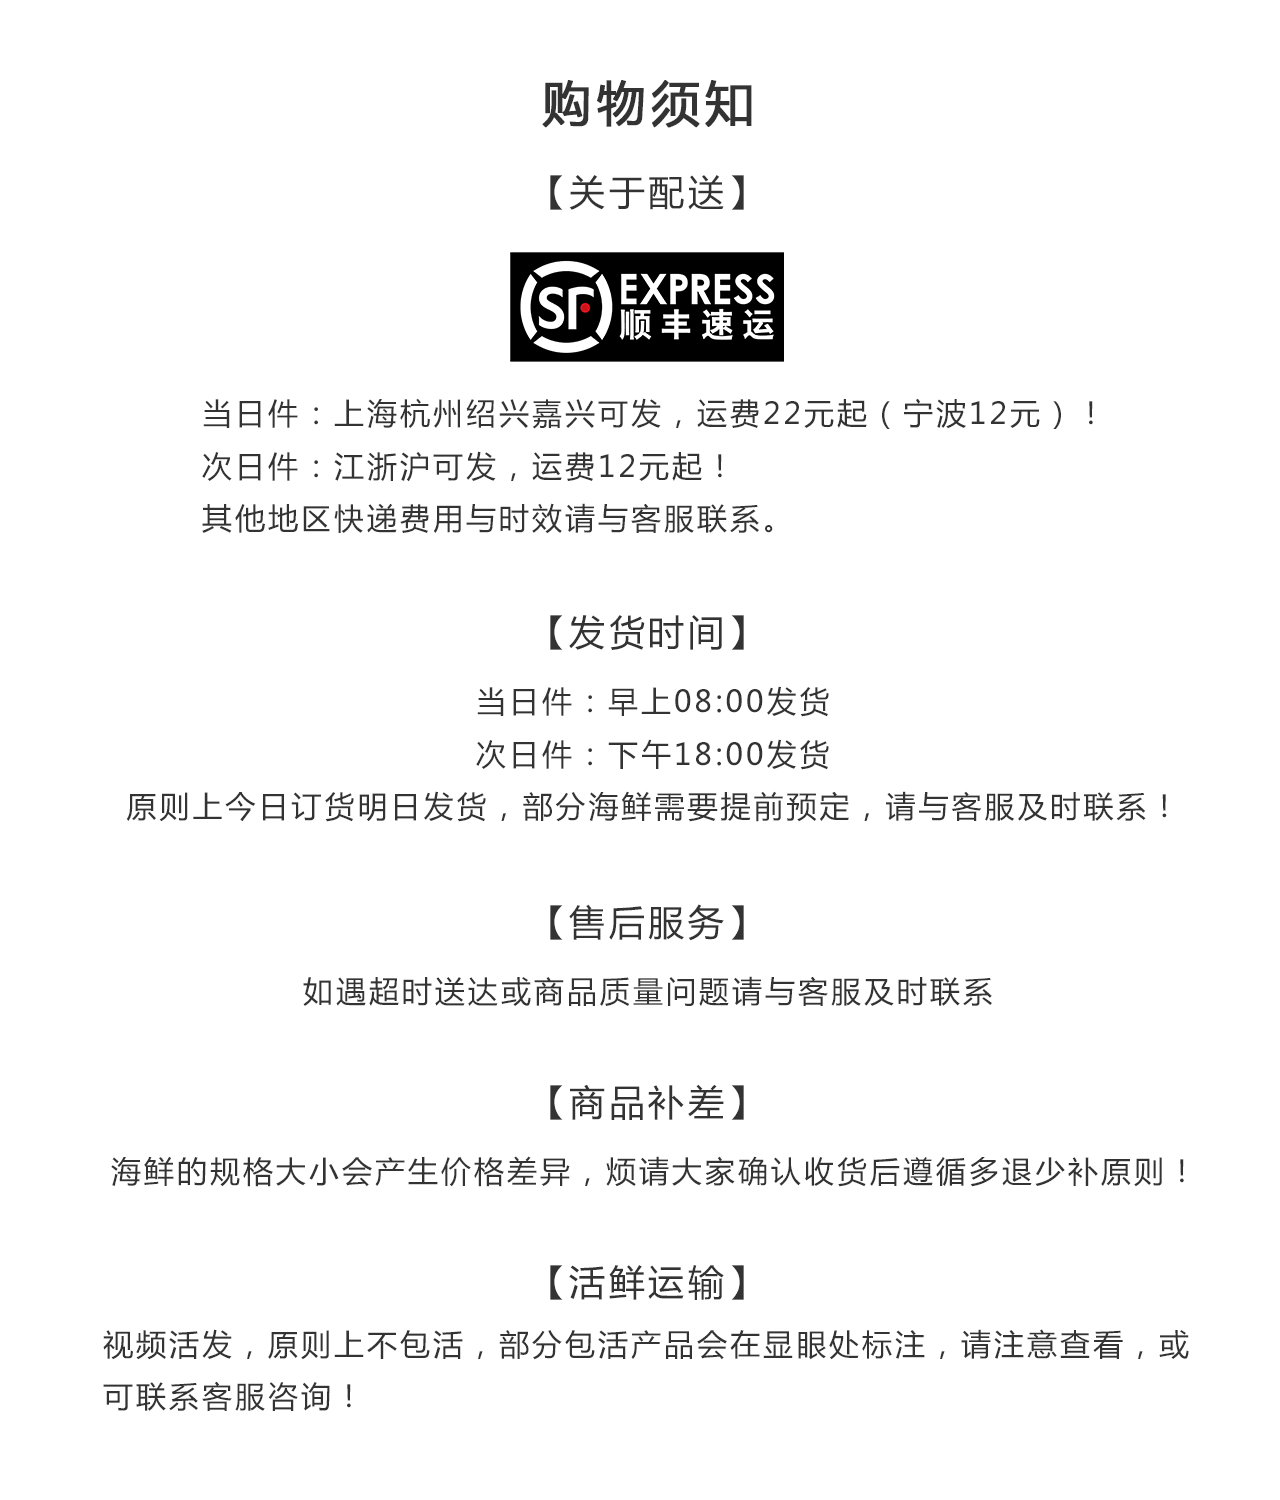 购物须知
【关于配送】
SF EXPRESS
顺丰速运
当日件：上海杭州绍兴嘉兴可发，运费22元起（宁波12元）！
次日件：江浙沪可发，运费12元起！
其他地区快递费用与时效请与客服联系。
【发货时间】
当日件：早上08:00发货
次日件：下午18:00发货
原则上今日订货明日发货，部分海鲜需要提前预定，请与客服及时联系！
【售后服务】
如遇超时送达或商品质量问题请与客服及时联系
【商品补差】
海鲜的规格大小会产生价格差异，烦请大家确认收货后遵循多退少补原则！
【活鲜运输】
视频活发，原则上不包活，部分包活产品会在显眼处标注，请注意查看，或
可联系客服咨询！